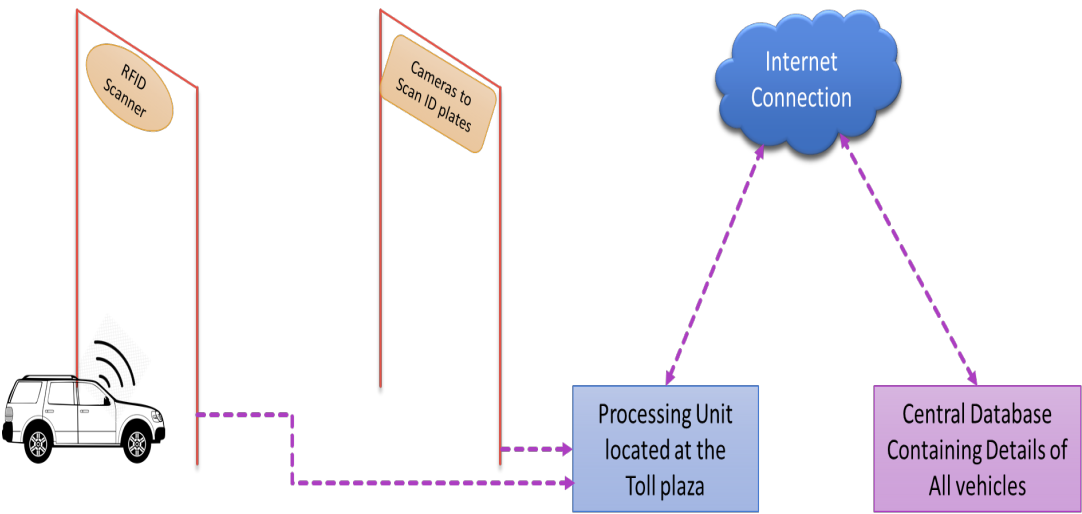 RFID
Scanner
Cameras to
Scan ID plates
Internet
Connection
Processing Unit
located at the
Toll plaza
Central Database
Containing Details of
All vehicles